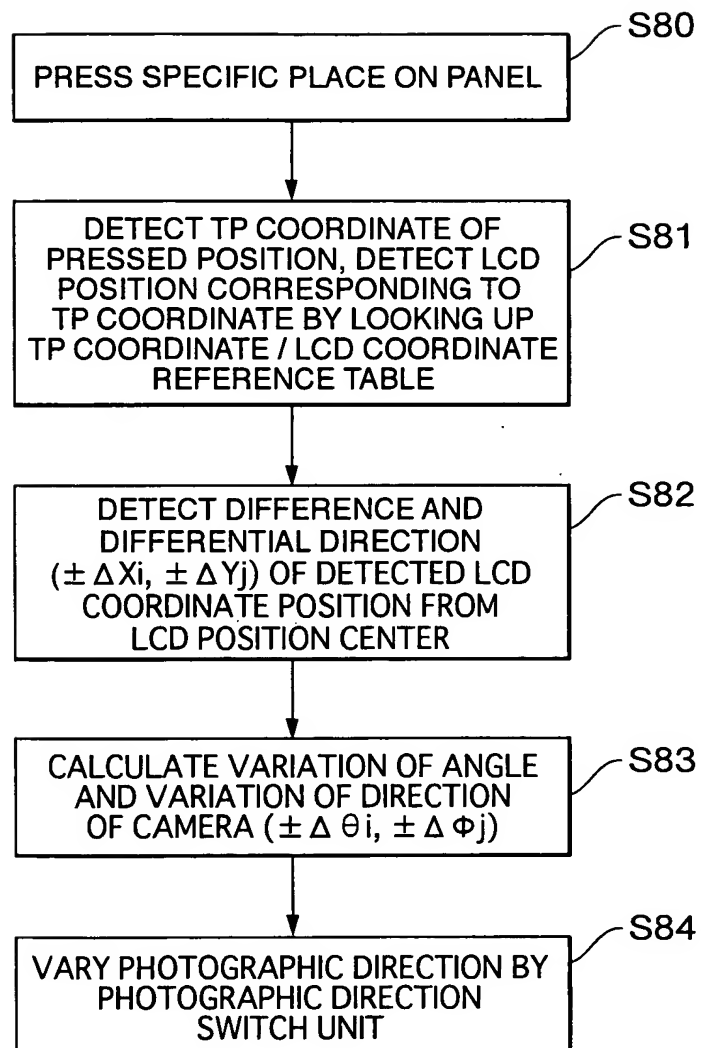 S80
PRESS SPECIFIC PLACE ON PANEL
S81
DETECT TP COORDINATE OF
PRESSED POSITION, DETECT LCD
POSITION CORRESPONDING TO
TP COORDINATE BY LOOKING UP
TP COORDINATE / LCD COORDINATE
REFERENCE TABLE
S82
DETECT DIFFERENCE AND
DIFFERENTIAL DIRECTION
(± ΔXi, ± ΔYj) OF DETECTED LCD
COORDINATE POSITION FROM
LCD POSITION CENTER
S83
CALCULATE VARIATION OF ANGLE
AND VARIATION OF DIRECTION
OF CAMERA (± Δ θi, ± Δ Φj)
S84
VARY PHOTOGRAPHIC DIRECTION BY
PHOTOGRAPHIC DIRECTION
SWITCH UNIT